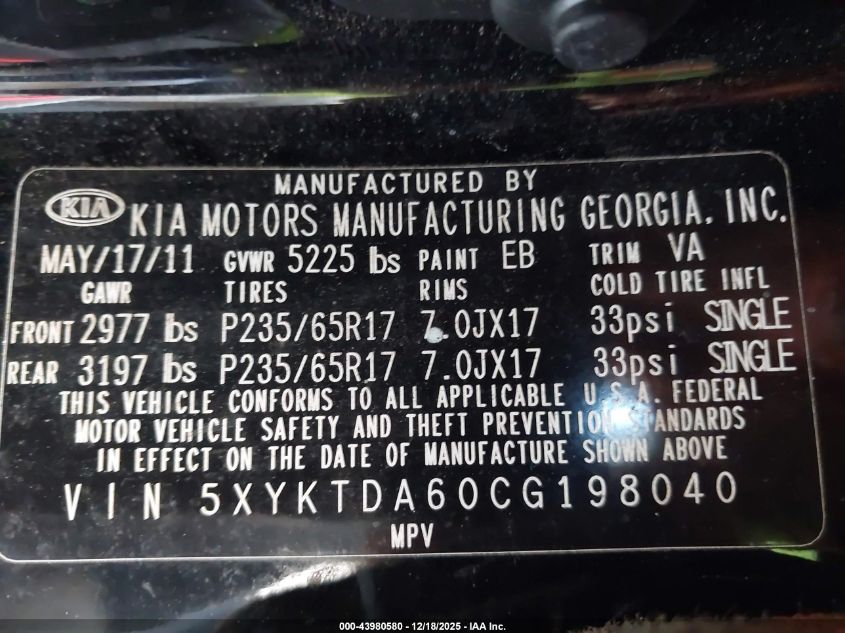 MANUFACTURED BY
KIA KIA MOTORS MANUFACTURING GEORGIA, INC.
MAY/17/11 GVWR 5225 lbs PAINT EB TRIM VA
GAWR TIRES RIMS COLD TIRE INFL
FRONT 2977 lbs P235/65R17 7.0JX17 33psi SINGLE
REAR 3197 lbs P235/65R17 7.0JX17 33psi SINGLE
THIS VEHICLE CONFORMS TO ALL APPLICABLE U.S.A. FEDERAL
MOTOR VEHICLE SAFETY AND THEFT PREVENTION STANDARDS
IN EFFECT ON THE DATE OF MANUFACTURE SHOWN ABOVE
VIN 5XYKTDA60CG198040
MPV
000-43980580 - 12/18/2025 - IAA Inc.